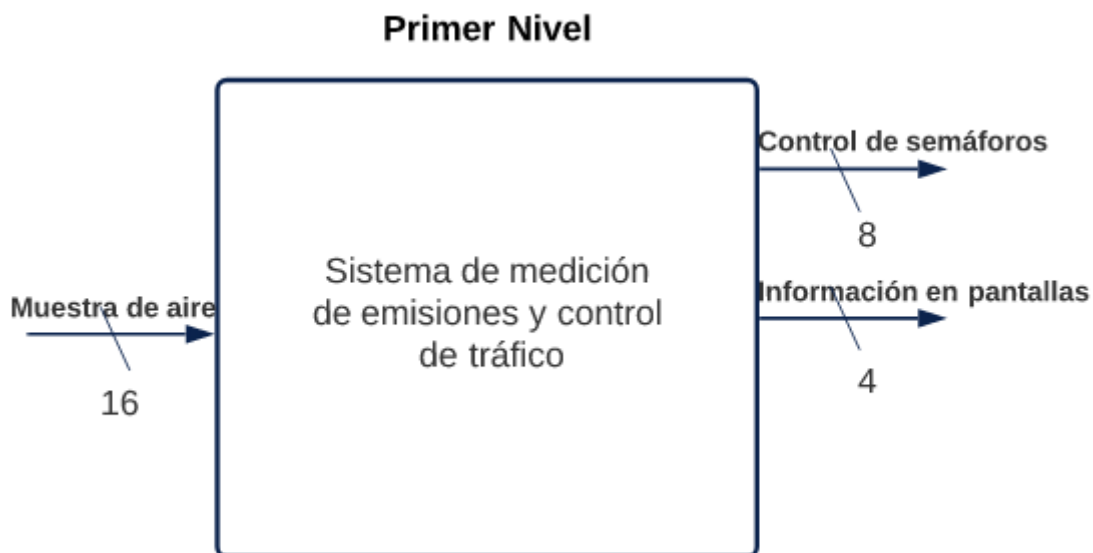 Primer Nivel
Control de semáforos
8
Sistema de medición
de emisiones y control
de tráfico
Información en pantallas
4
Muestra de aire
16